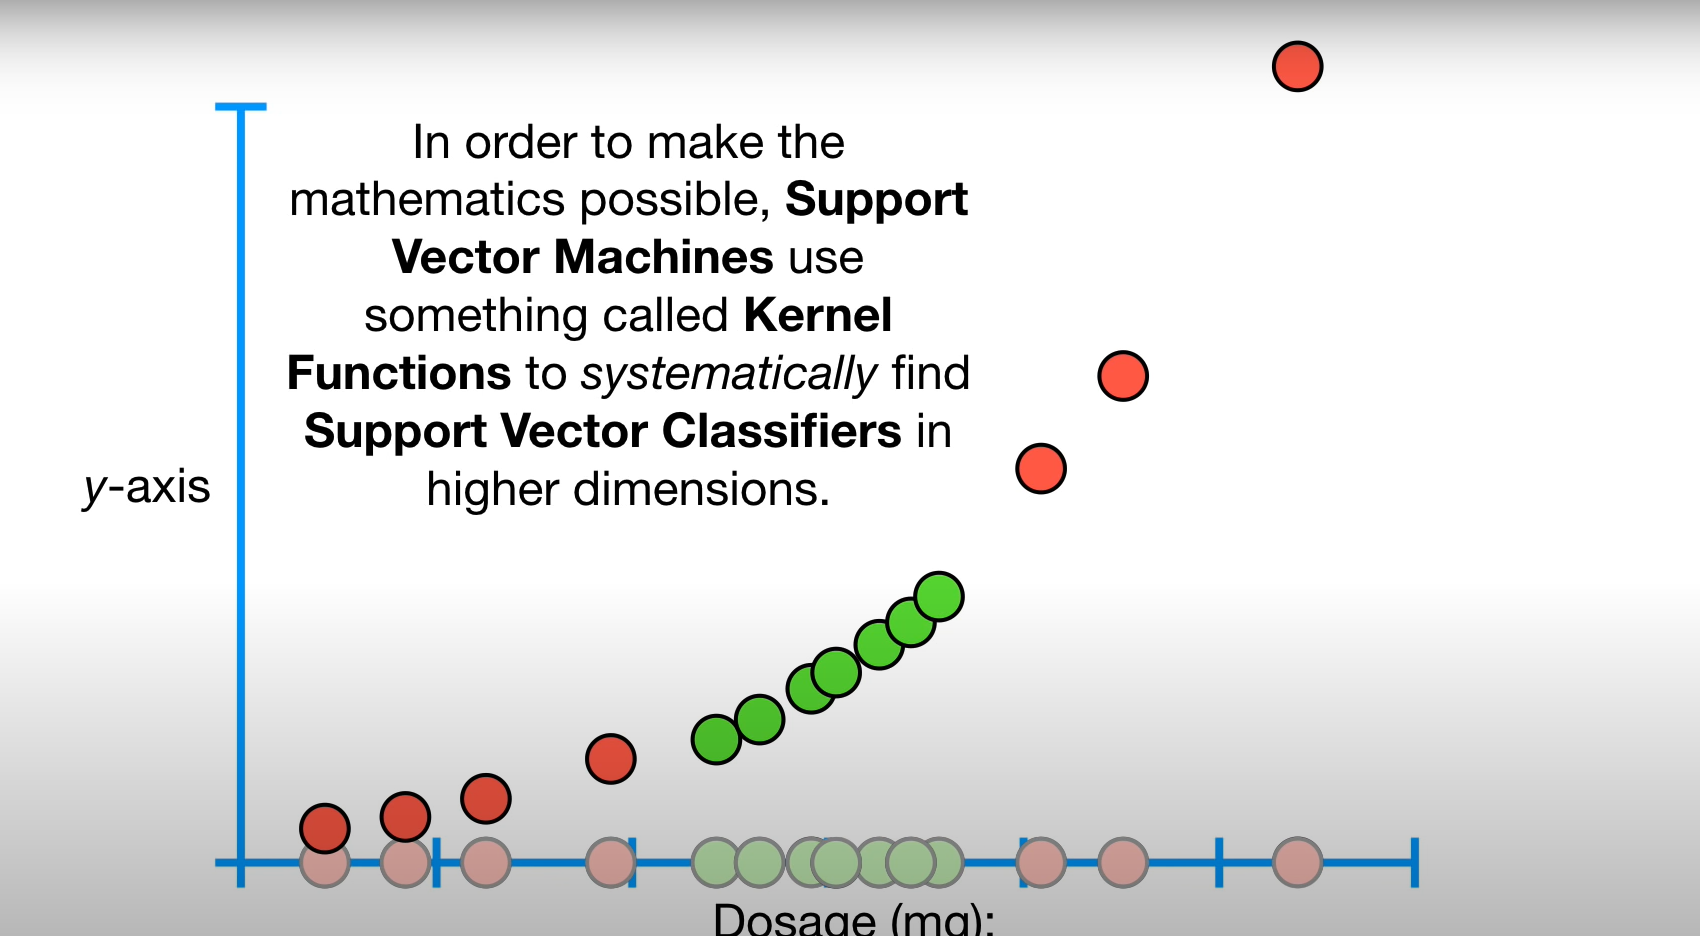 In order to make the
mathematics possible, Support
Vector Machines use
something called Kernel
Functions to systematically find
Support Vector Classifiers in
higher dimensions.
y-axis
Dosage (mg):